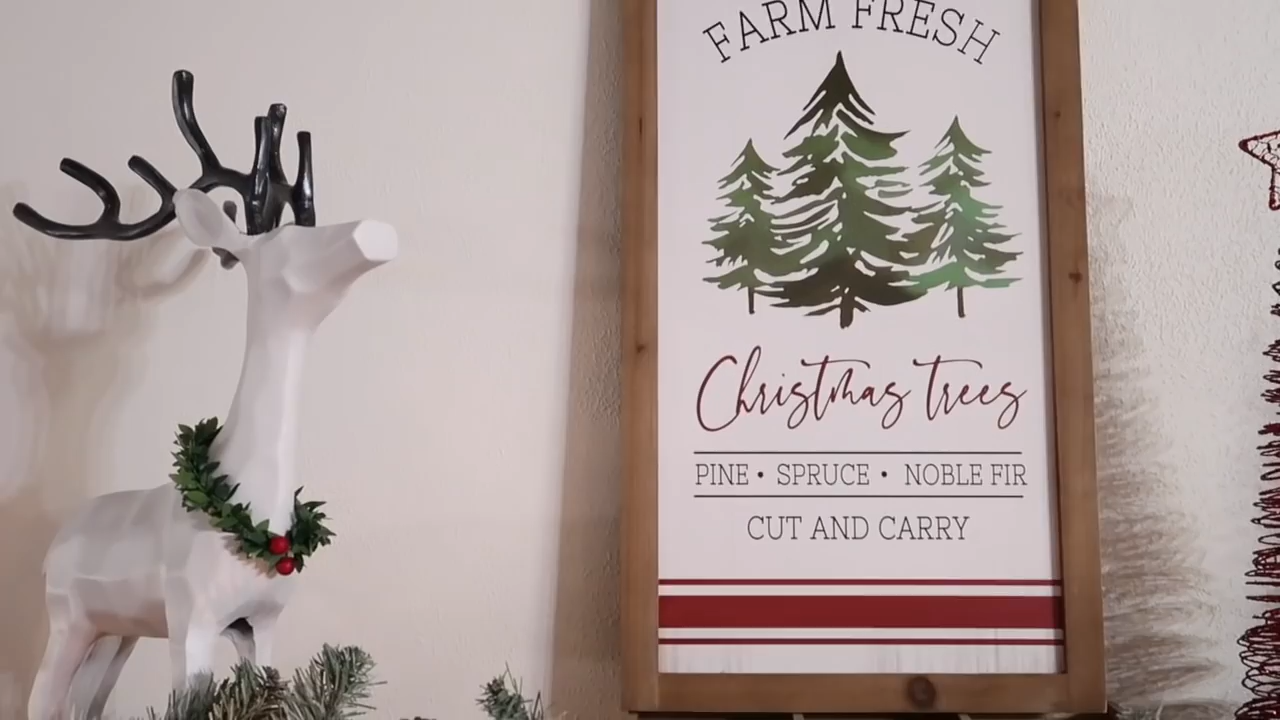 FARM FRESH
Christmas trees
PINE • SPRUCE • NOBLE FIR
CUT AND CARRY